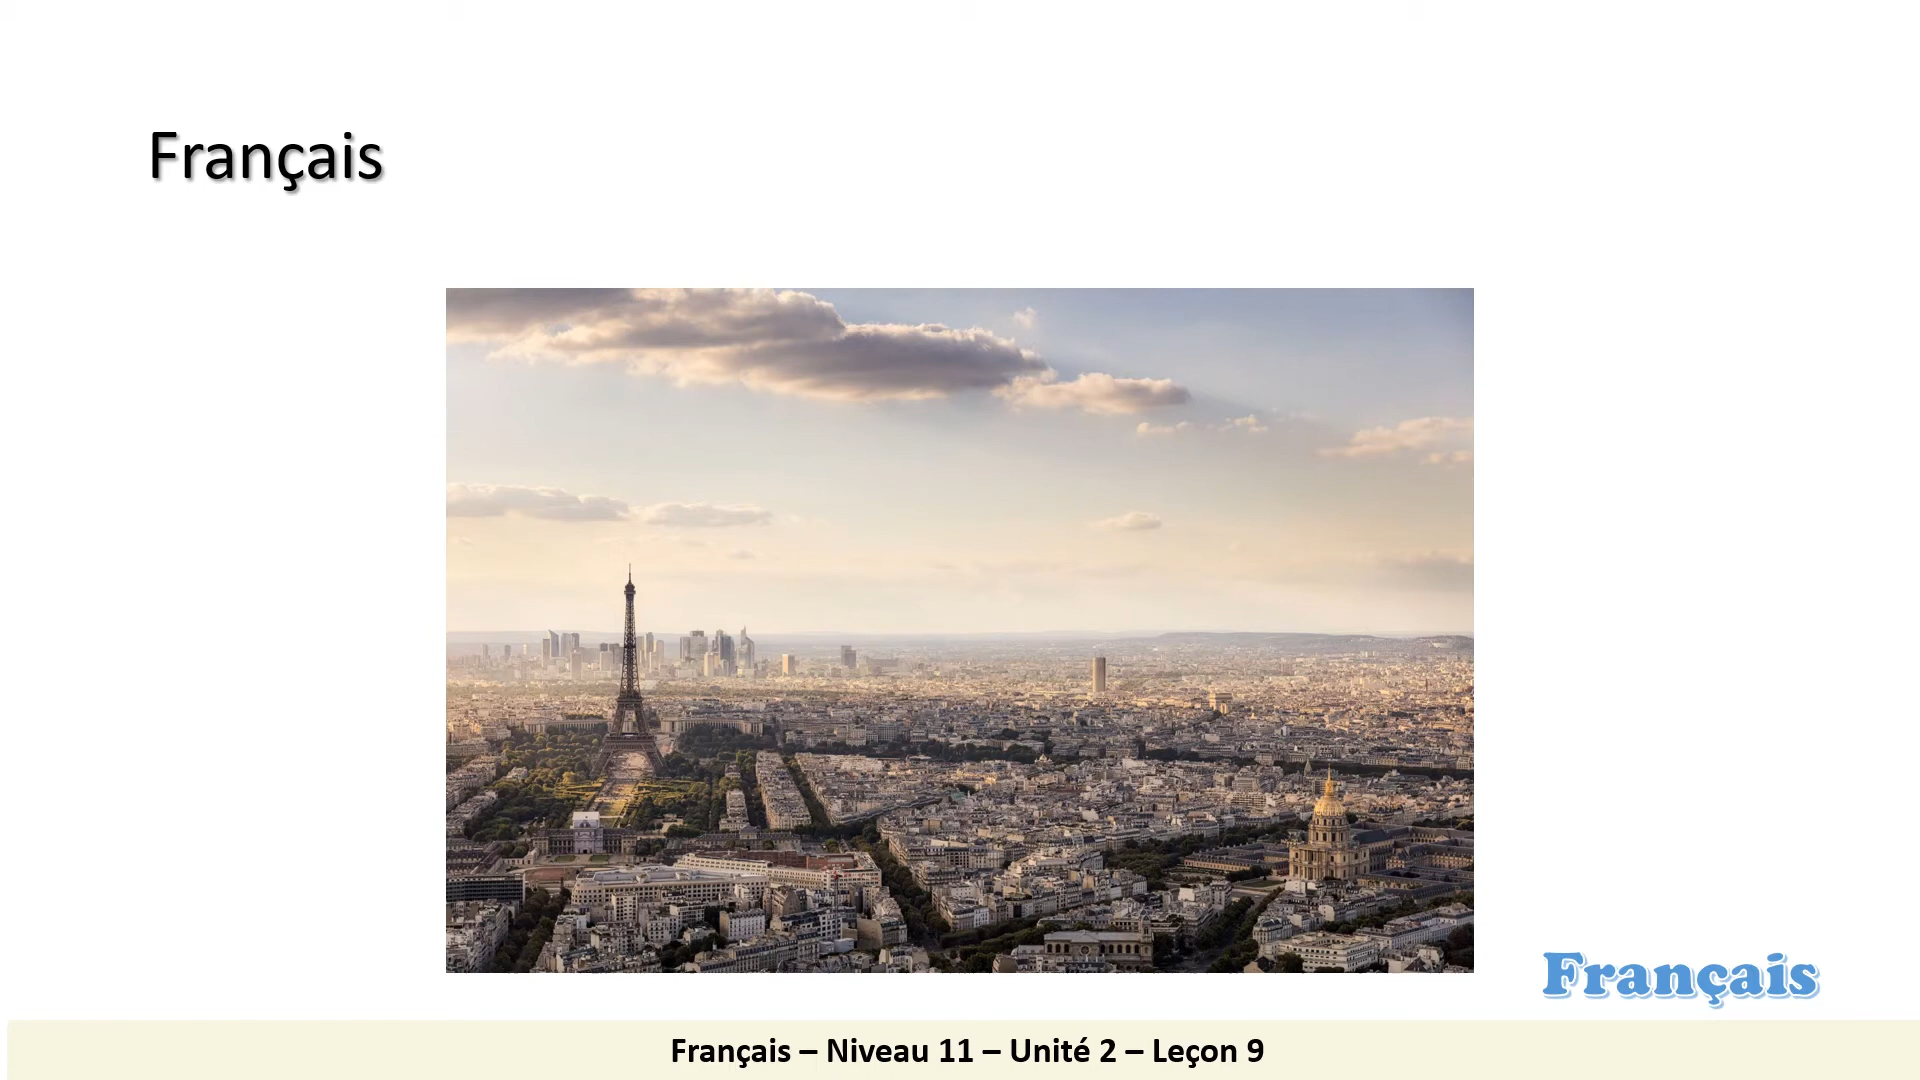 Français
Français
Français – Niveau 11 – Unité 2 – Leçon 9